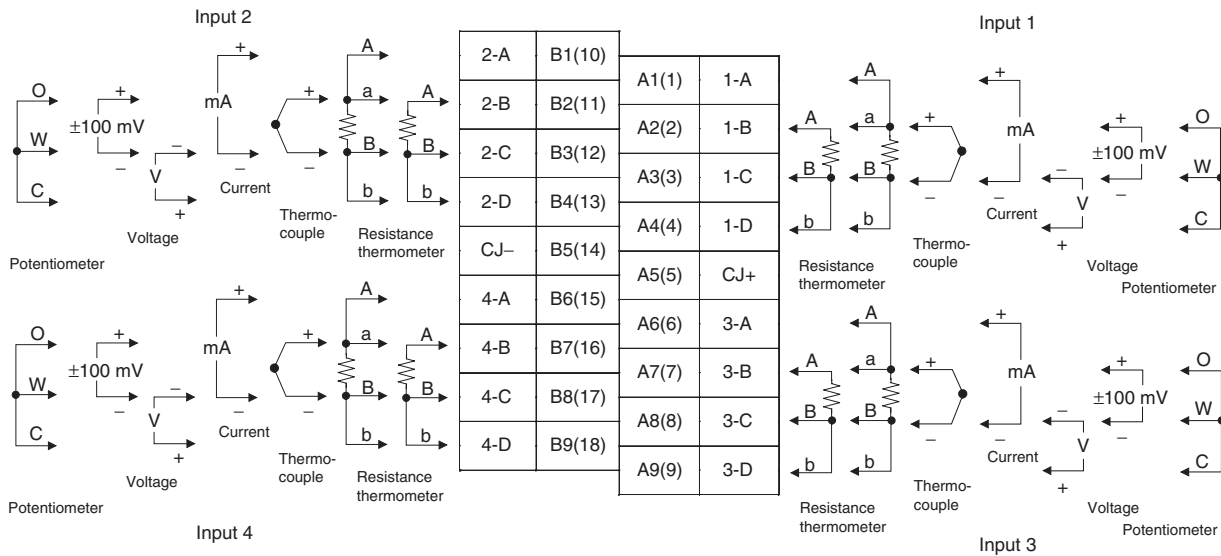 Input 2
O
W
C
Potentiometer
+
±100 mV
−
−
V
+
Voltage
+
mA
−
Current
+
−
Thermo-
couple
A
a
B
b
A
B
b
Resistance
thermometer
2-A B1(10)
2-B B2(11)
2-C B3(12)
2-D B4(13)
CJ− B5(14)
4-A B6(15)
4-B B7(16)
4-C B8(17)
4-D B9(18)
A1(1) 1-A
A2(2) 1-B
A3(3) 1-C
A4(4) 1-D
A5(5) CJ+
A6(6) 3-A
A7(7) 3-B
A8(8) 3-C
A9(9) 3-D
Input 1
A
B
b
A
a
B
b
Resistance
thermometer
+
−
Thermo-
couple
+
mA
−
Current
−
V
+
Voltage
+
±100 mV
−
O
W
C
Potentiometer
O
W
C
Potentiometer
+
±100 mV
−
−
V
+
Voltage
+
mA
−
Current
+
−
Thermo-
couple
A
a
B
b
A
B
b
Resistance
thermometer
Input 4
A
B
b
A
a
B
b
Resistance
thermometer
+
−
Thermo-
couple
+
mA
−
Current
−
V
+
Voltage
+
±100 mV
−
O
W
C
Potentiometer
Input 3